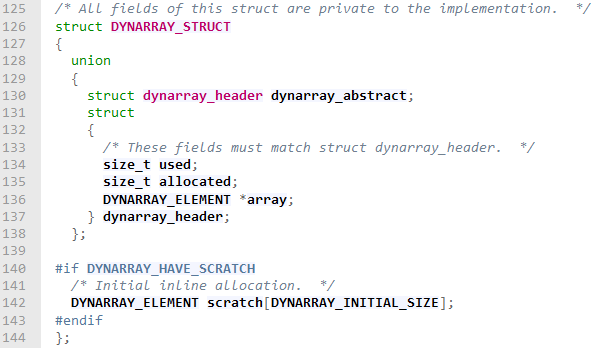 125 /* All fields of this struct are private to the implementation.  */
126 struct DYNARRAY_STRUCT
127 {
128   union
129   {
130     struct dynarray_header dynarray_abstract;
131     struct
132     {
133       /* These fields must match struct dynarray_header.  */
134       size_t used;
135       size_t allocated;
136       DYNARRAY_ELEMENT *array;
137     } dynarray_header;
138   };
139
140 #if DYNARRAY_HAVE_SCRATCH
141   /* Initial inline allocation.  */
142   DYNARRAY_ELEMENT scratch[DYNARRAY_INITIAL_SIZE];
143 #endif
144 };